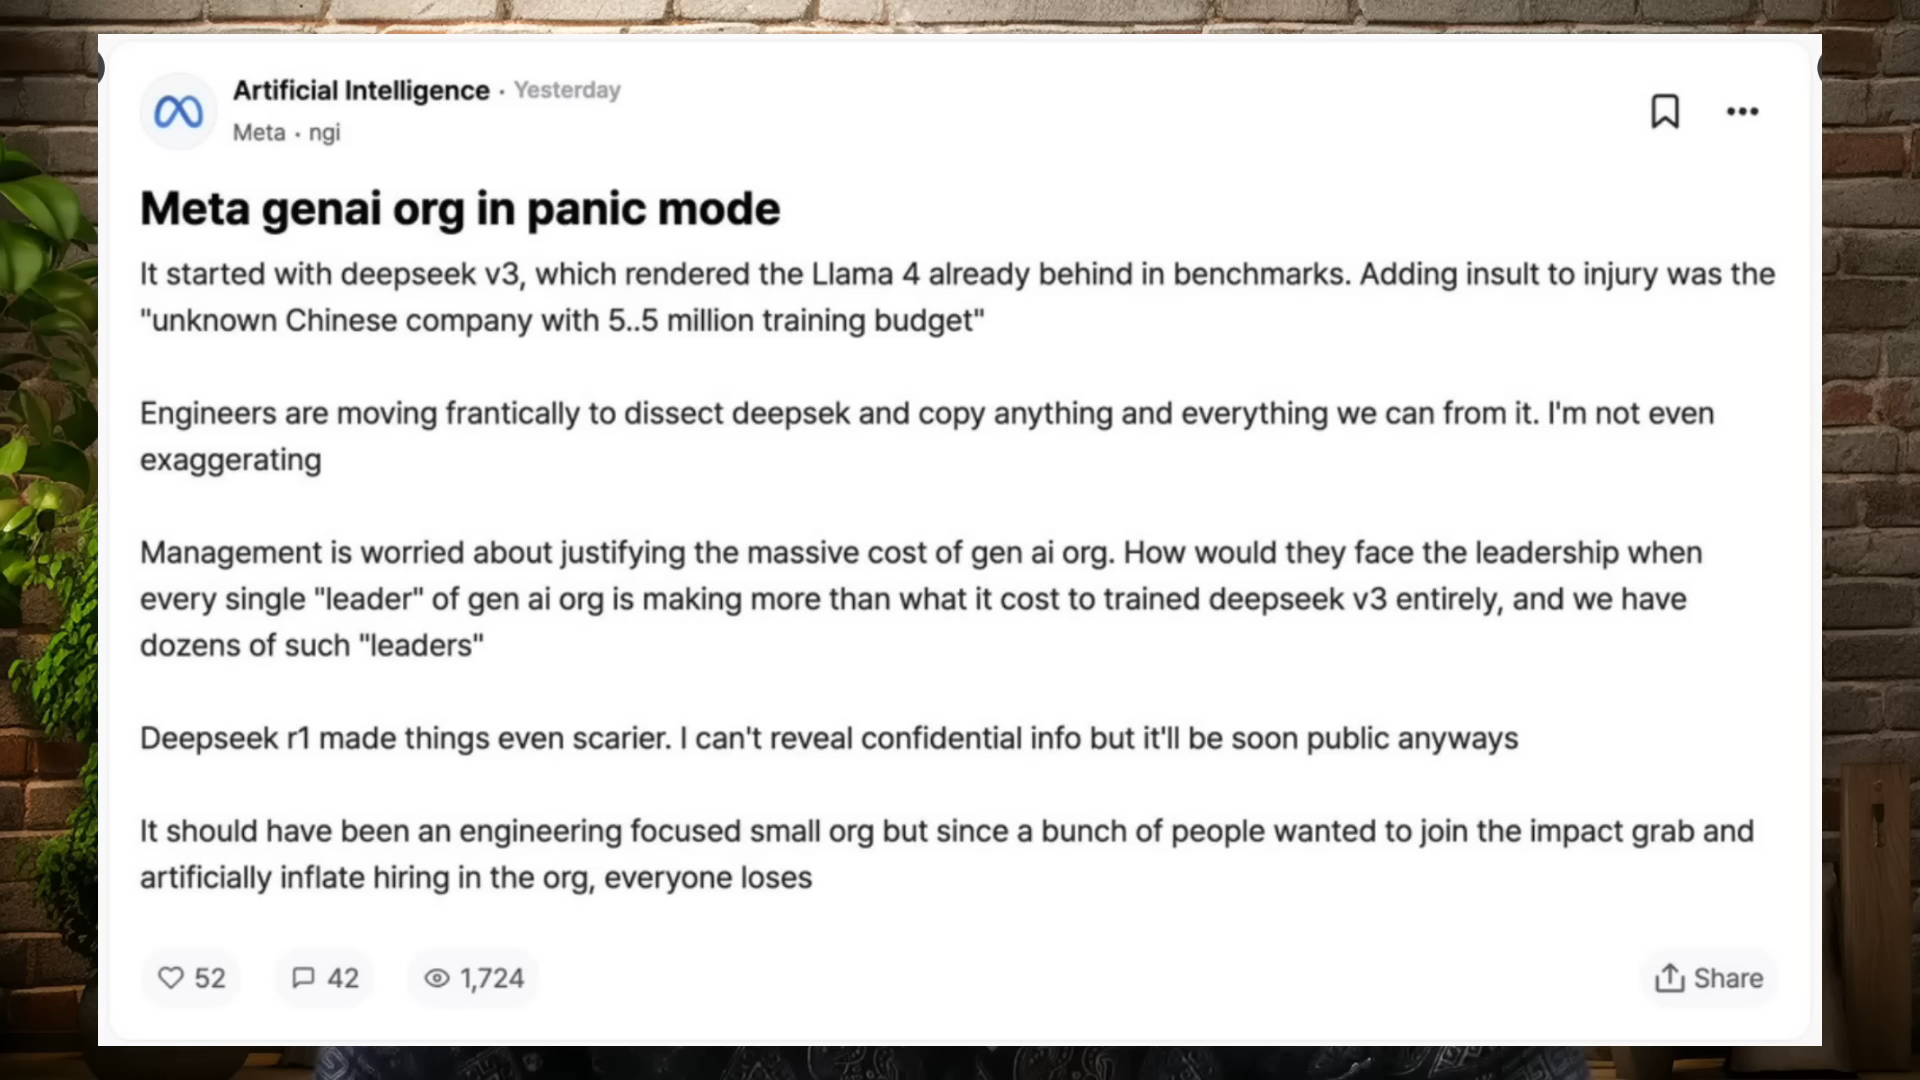 Artificial Intelligence · Yesterday
Meta · ngi
Meta genai org in panic mode
It started with deepseek v3, which rendered the Llama 4 already behind in benchmarks. Adding insult to injury was the
"unknown Chinese company with 5..5 million training budget"
Engineers are moving frantically to dissect deepsek and copy anything and everything we can from it. I'm not even
exaggerating
Management is worried about justifying the massive cost of gen ai org. How would they face the leadership when
every single "leader" of gen ai org is making more than what it cost to trained deepseek v3 entirely, and we have
dozens of such "leaders"
Deepseek r1 made things even scarier. I can't reveal confidential info but it'll be soon public anyways
It should have been an engineering focused small org but since a bunch of people wanted to join the impact grab and
artificially inflate hiring in the org, everyone loses
52 42 1,724 Share